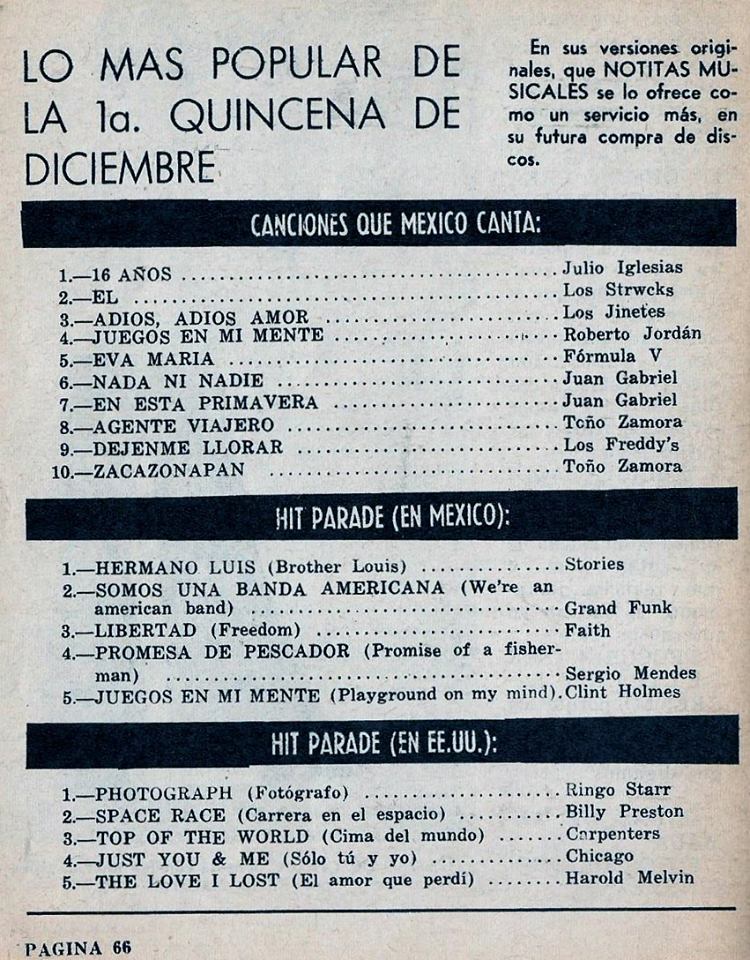 LO MAS POPULAR DE
LA 1a. QUINCENA DE
DICIEMBRE
En sus versiones origi-
nales, que NOTITAS MU-
SICALES se lo ofrece co-
mo un servicio más, en
su futura compra de dis-
cos.
CANCIONES QUE MEXICO CANTA:
1.—16 AÑOS ........................................ Julio Iglesias
2.—EL ........................................ Los Strwcks
3.—ADIOS, ADIOS AMOR ........................ Los Jinetes
4.—JUEGOS EN MI MENTE ........................ Roberto Jordán
5.—EVA MARIA ................................ Fórmula V
6.—NADA NI NADIE ............................ Juan Gabriel
7.—EN ESTA PRIMAVERA ........................ Juan Gabriel
8.—AGENTE VIAJERO ............................ Toño Zamora
9.—DEJENME LLORAR ............................ Los Freddy's
10.—ZACAZONAPAN ............................ Toño Zamora
HIT PARADE (EN MEXICO):
1.—HERMANO LUIS (Brother Louis) .............. Stories
2.—SOMOS UNA BANDA AMERICANA (We're an
american band) ................................ Grand Funk
3.—LIBERTAD (Freedom) ........................ Faith
4.—PROMESA DE PESCADOR (Promise of a fisher-
man) ........................................ Sergio Mendes
5.—JUEGOS EN MI MENTE (Playground on my mind). Clint Holmes
HIT PARADE (EN EE.UU.):
1.—PHOTOGRAPH (Fotógrafo) .................... Ringo Starr
2.—SPACE RACE (Carrera en el espacio) .......... Billy Preston
3.—TOP OF THE WORLD (Cima del mundo) ....... Carpenters
4.—JUST YOU & ME (Sólo tú y yo) .............. Chicago
5.—THE LOVE I LOST (El amor que perdí) ........ Harold Melvin
PAGINA 66